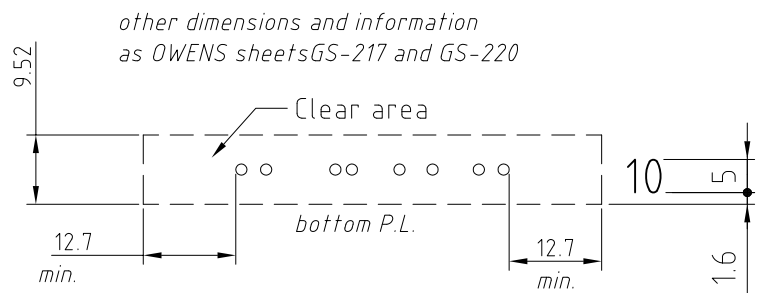 other dimensions and information
as OWENS sheetsGS-217 and GS-220
9.52
Clear area
10
5
bottom P.L.
12.7
min.
12.7
min.
1.6